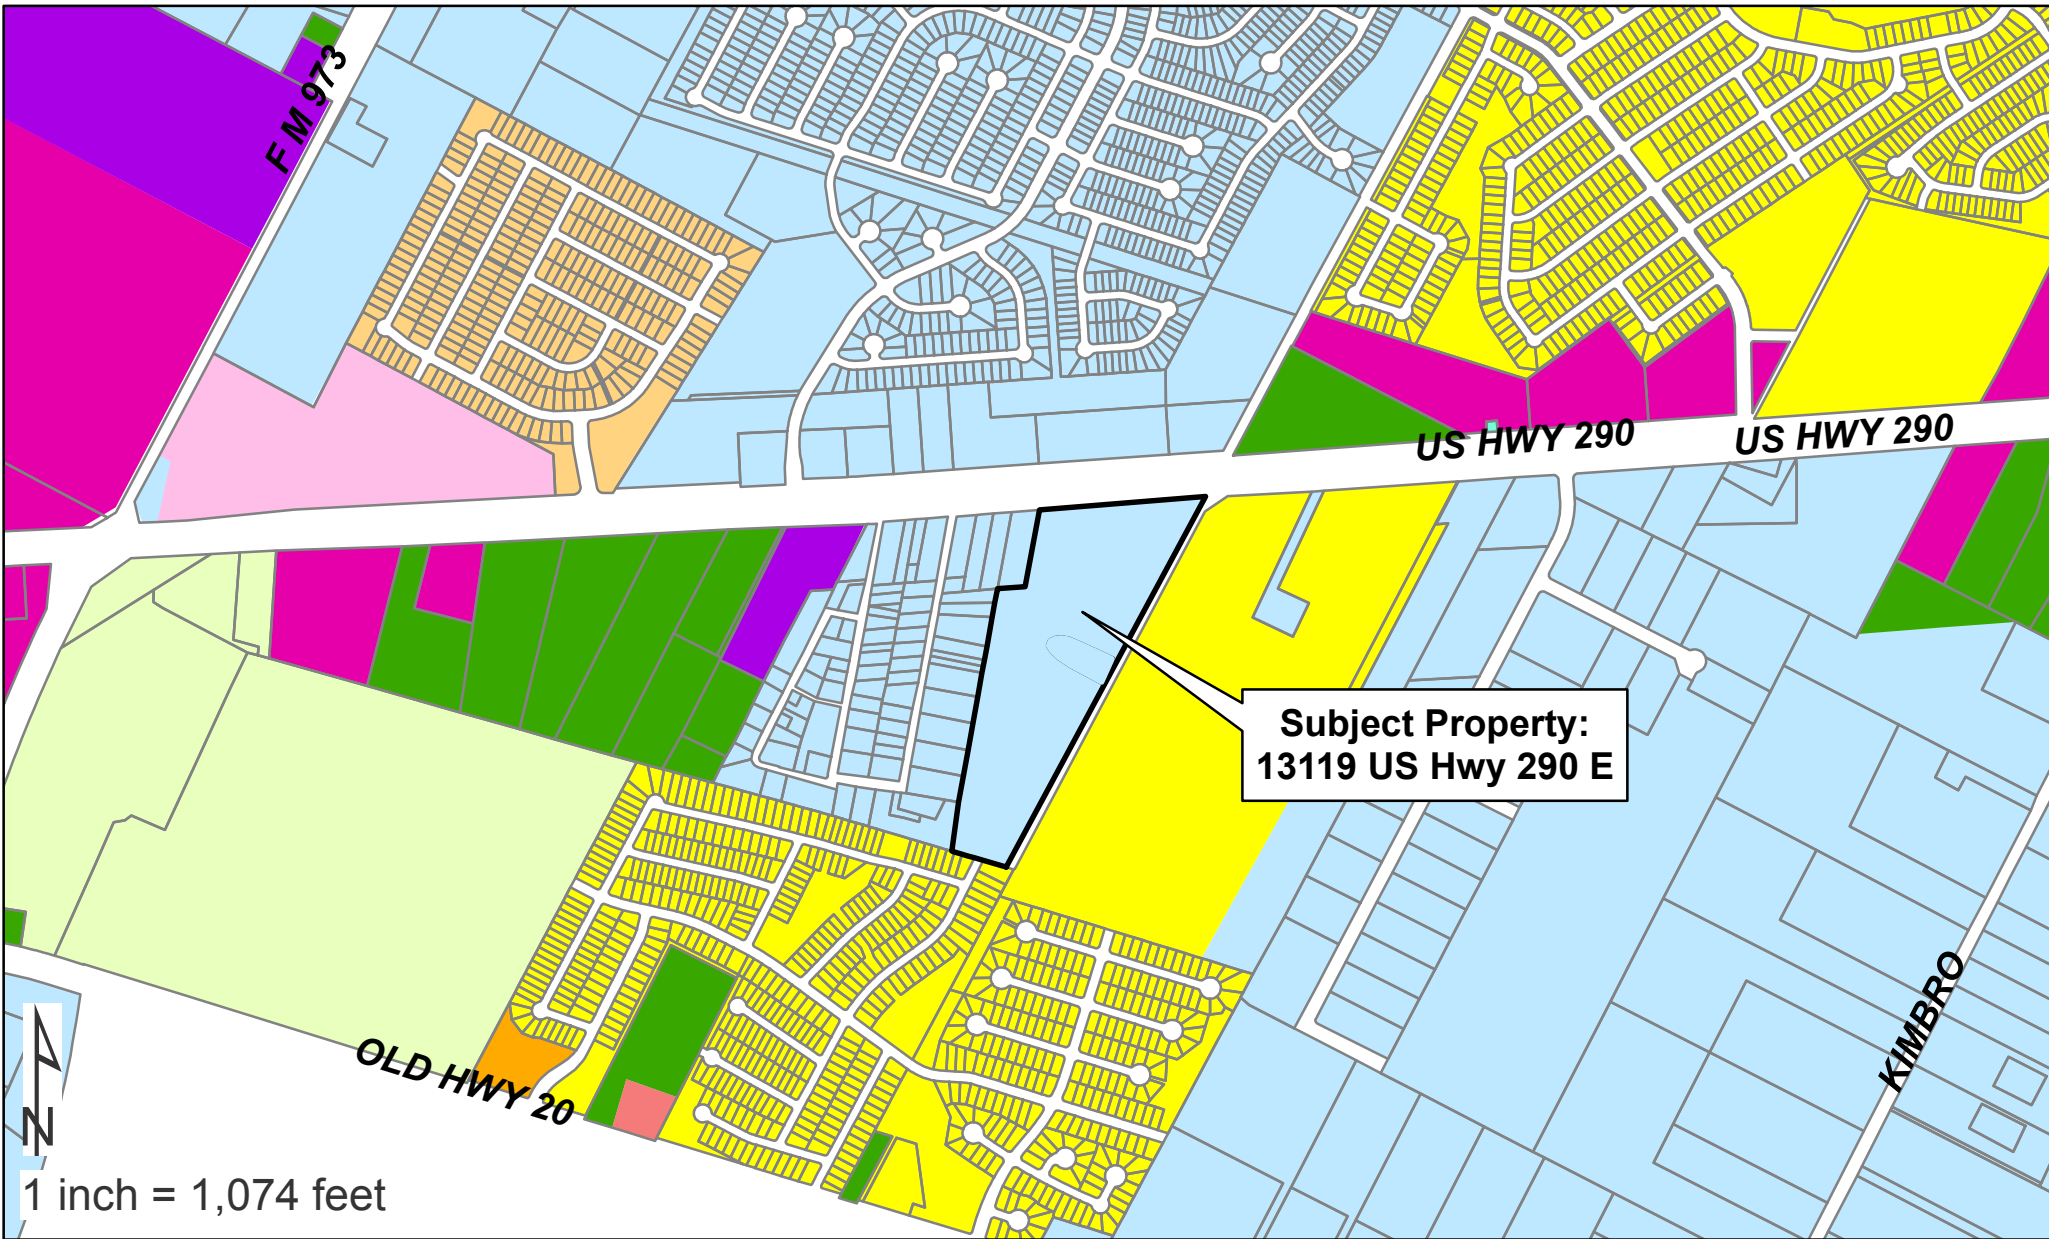 F M 973
US HWY 290
US HWY 290
Subject Property:
13119 US Hwy 290 E
KIMBRO
OLD HWY 20
N
1 inch = 1,074 feet